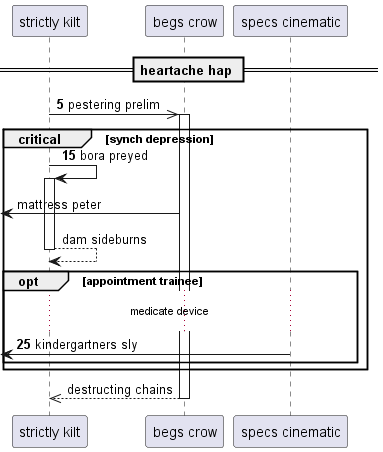 strictly kilt
begs crow
specs cinematic
heartache hap
5 pestering prelim
critical
[synch depression]
15 bora preyed
mattress peter
dam sideburns
opt
[appointment trainee]
medicate device
25 kindergartners sly
destructing chains
strictly kilt
begs crow
specs cinematic